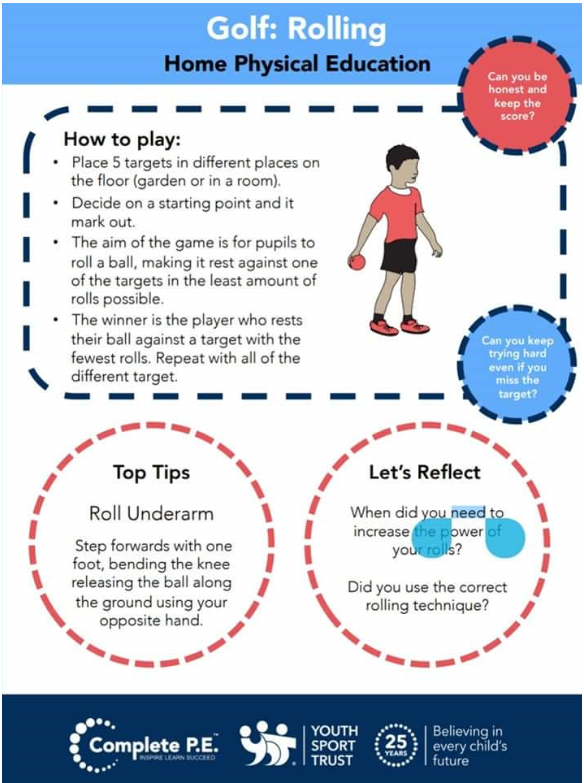 Golf: Rolling
Home Physical Education
Can you be
honest and
keep the
score?
How to play:
• Place 5 targets in different places on
the floor (garden or in a room).
• Decide on a starting point and it
mark out.
• The aim of the game is for pupils to
roll a ball, making it rest against one
of the targets in the least amount of
rolls possible.
• The winner is the player who rests
their ball against a target with the
fewest rolls. Repeat with all of the
different target.
Can you keep
trying hard
even if you
miss the
target?
Top Tips
Roll Underarm
Step forwards with one
foot, bending the knee
releasing the ball along
the ground using your
opposite hand.
Let's Reflect
When did you need to
increase the power of
your rolls?
Did you use the correct
rolling technique?
Complete P.E.
INSPIRE LEARN SUCCEED
YOUTH
SPORT
TRUST
25
YEARS
Believing in
every child's
future